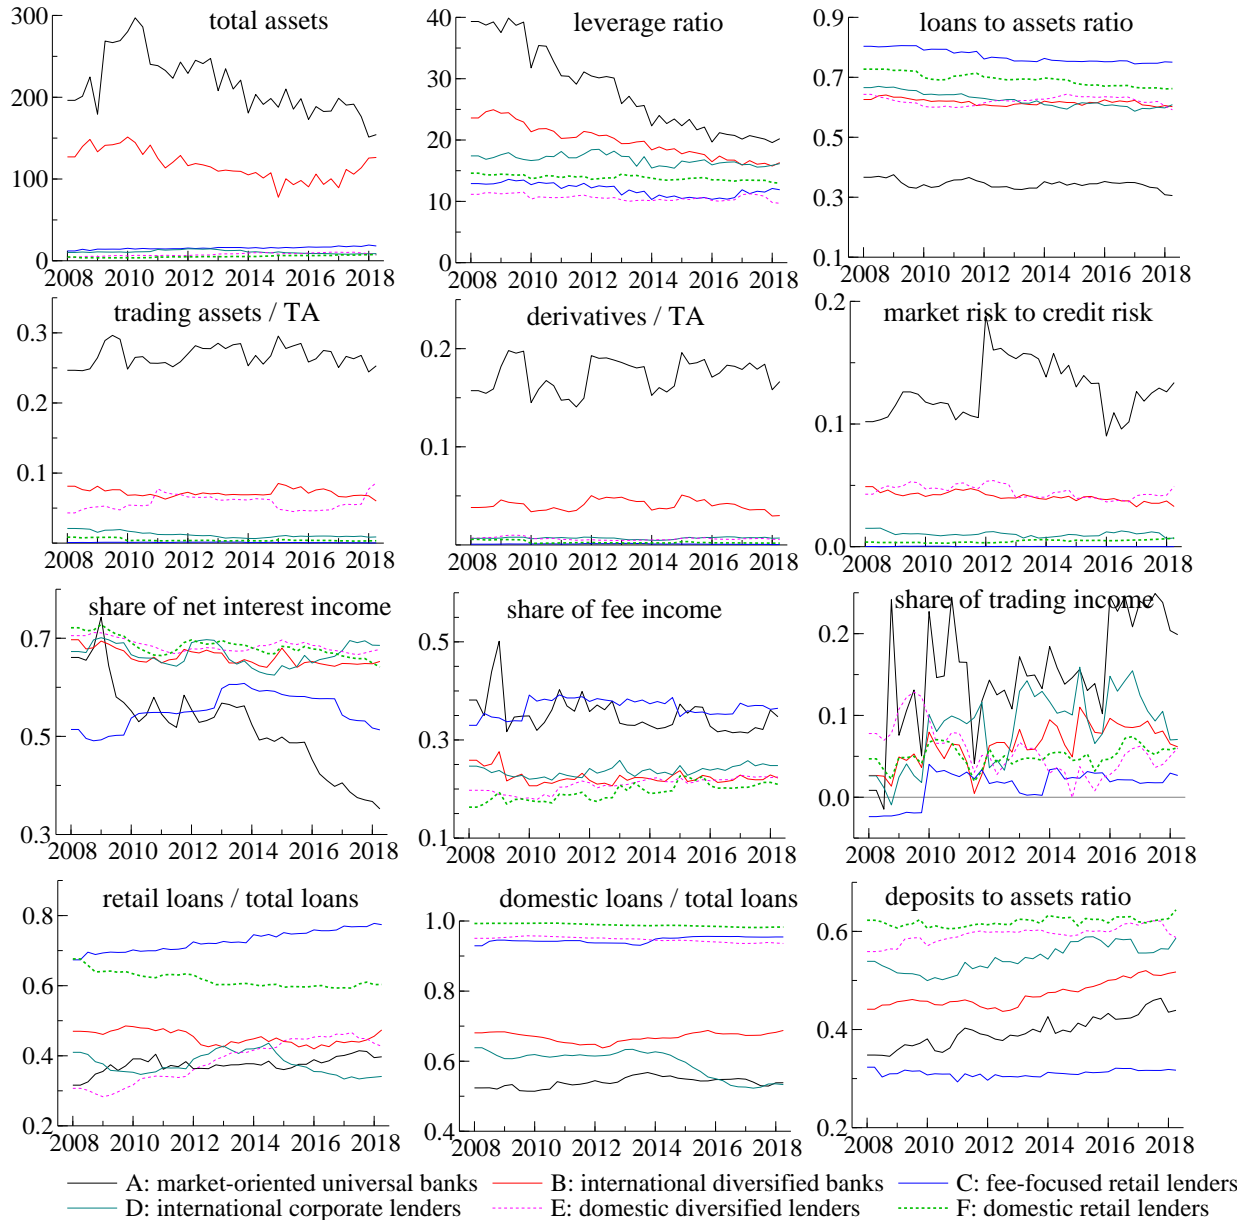 total assets
leverage ratio
loans to assets ratio
300
200
100
0
2008 2010 2012 2014 2016 2018
40
30
20
10
0
2008 2010 2012 2014 2016 2018
0.9
0.7
0.5
0.3
0.1
2008 2010 2012 2014 2016 2018
trading assets / TA
derivatives / TA
market risk to credit risk
0.3
0.2
0.1
2008 2010 2012 2014 2016 2018
0.2
0.1
2008 2010 2012 2014 2016 2018
0.2
0.1
0.0
2008 2010 2012 2014 2016 2018
share of net interest income
share of fee income
share of trading income
0.7
0.5
0.3
2008 2010 2012 2014 2016 2018
0.5
0.3
0.1
2008 2010 2012 2014 2016 2018
0.2
0.1
0.0
2008 2010 2012 2014 2016 2018
retail loans / total loans
domestic loans / total loans
deposits to assets ratio
0.8
0.6
0.4
0.2
2008 2010 2012 2014 2016 2018
1.0
0.8
0.6
0.4
2008 2010 2012 2014 2016 2018
0.6
0.4
0.2
2008 2010 2012 2014 2016 2018
A: market-oriented universal banks
B: international diversified banks
C: fee-focused retail lenders
D: international corporate lenders
E: domestic diversified lenders
F: domestic retail lenders